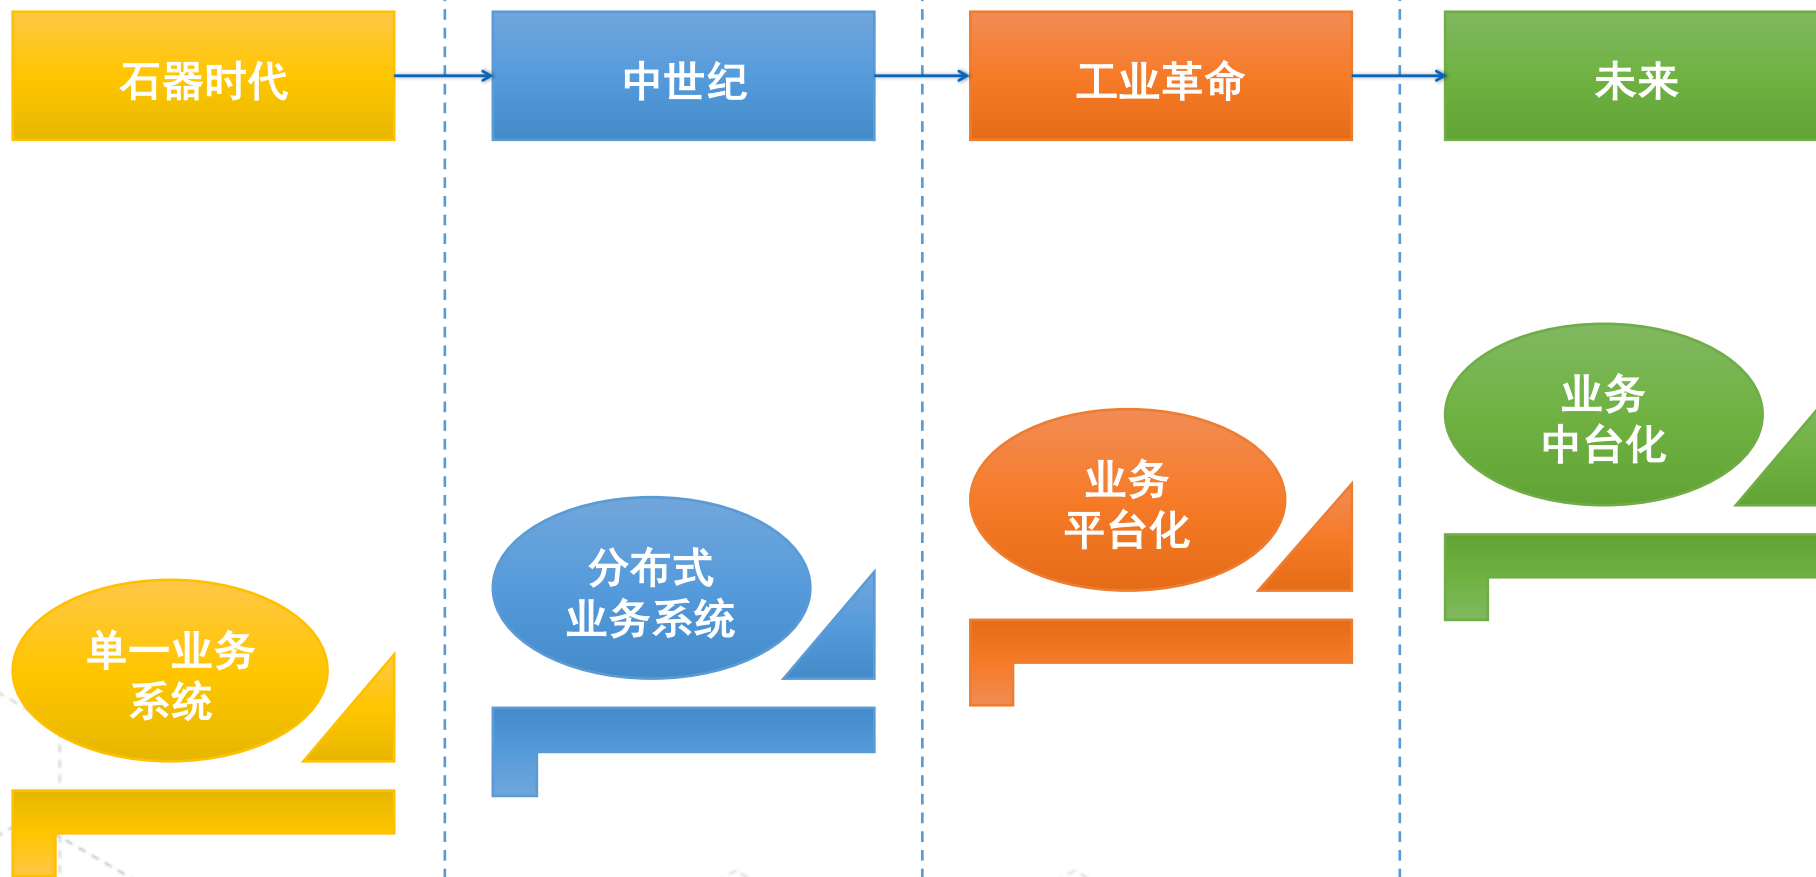 石器时代
中世纪
工业革命
未来
单一业务
系统
分布式
业务系统
业务
平台化
业务
中台化